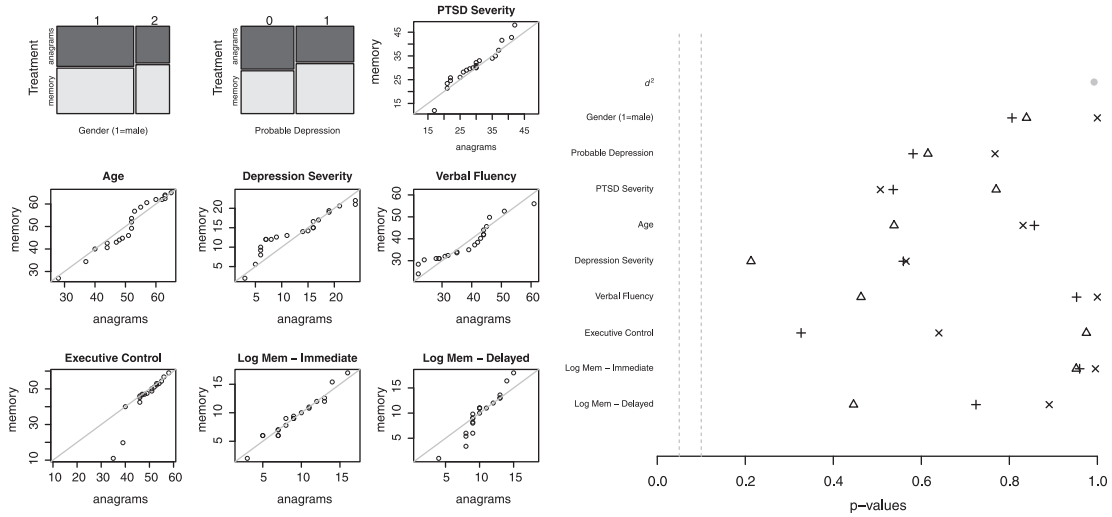 1 2
Treatment
anagrams
memory
Gender (1=male)
0 1
Treatment
anagrams
memory
Probable Depression
PTSD Severity
memory
15 25 35 45
15 25 35 45
anagrams
Age
memory
30 40 50 60
30 40 50 60
anagrams
Depression Severity
memory
5 10 15 20
5 10 15 20
anagrams
Verbal Fluency
memory
30 40 50 60
30 40 50 60
anagrams
Executive Control
memory
10 30 50
10 20 30 40 50 60
anagrams
Log Mem − Immediate
memory
5 10 15
5 10 15
anagrams
Log Mem − Delayed
memory
5 10 15
5 10 15
anagrams
d²
Gender (1=male)
Probable Depression
PTSD Severity
Age
Depression Severity
Verbal Fluency
Executive Control
Log Mem − Immediate
Log Mem − Delayed
0.0 0.2 0.4 0.6 0.8 1.0
p−values